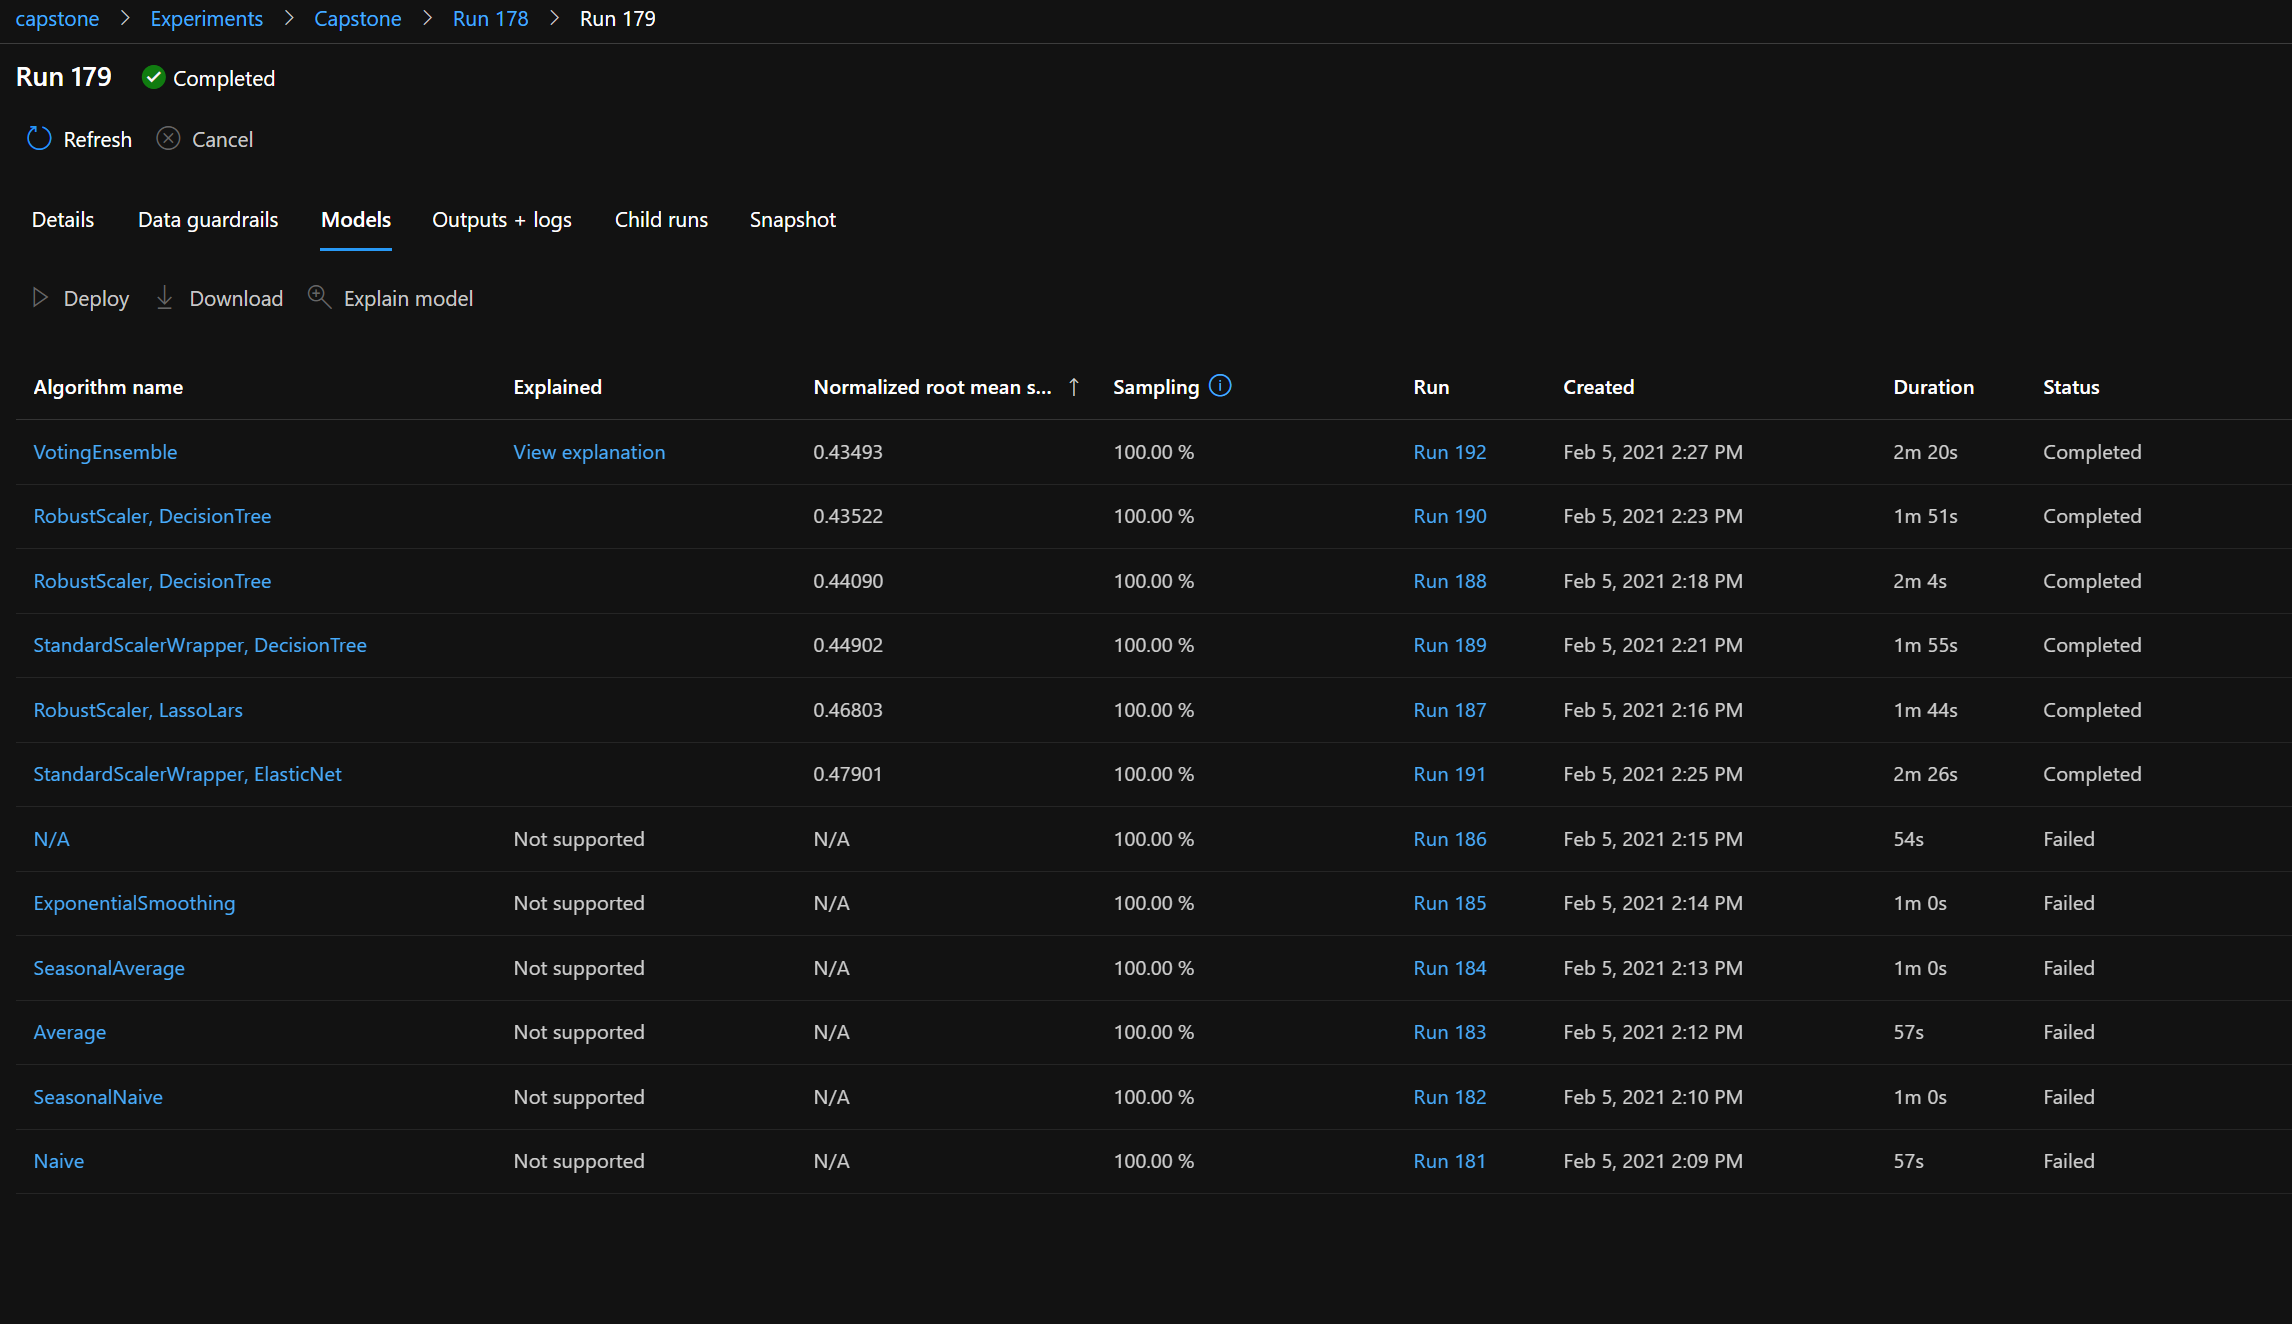 capstone > Experiments > Capstone > Run 178 > Run 179
Run 179 Completed
Refresh Cancel
Details Data guardrails Models Outputs + logs Child runs Snapshot
Deploy Download Explain model
Algorithm name Explained Normalized root mean s... ↑ Sampling Run Created Duration Status
VotingEnsemble View explanation 0.43493 100.00 % Run 192 Feb 5, 2021 2:27 PM 2m 20s Completed
RobustScaler, DecisionTree 0.43522 100.00 % Run 190 Feb 5, 2021 2:23 PM 1m 51s Completed
RobustScaler, DecisionTree 0.44090 100.00 % Run 188 Feb 5, 2021 2:18 PM 2m 4s Completed
StandardScalerWrapper, DecisionTree 0.44902 100.00 % Run 189 Feb 5, 2021 2:21 PM 1m 55s Completed
RobustScaler, LassoLars 0.46803 100.00 % Run 187 Feb 5, 2021 2:16 PM 1m 44s Completed
StandardScalerWrapper, ElasticNet 0.47901 100.00 % Run 191 Feb 5, 2021 2:25 PM 2m 26s Completed
N/A Not supported N/A 100.00 % Run 186 Feb 5, 2021 2:15 PM 54s Failed
ExponentialSmoothing Not supported N/A 100.00 % Run 185 Feb 5, 2021 2:14 PM 1m 0s Failed
SeasonalAverage Not supported N/A 100.00 % Run 184 Feb 5, 2021 2:13 PM 1m 0s Failed
Average Not supported N/A 100.00 % Run 183 Feb 5, 2021 2:12 PM 57s Failed
SeasonalNaive Not supported N/A 100.00 % Run 182 Feb 5, 2021 2:10 PM 1m 0s Failed
Naive Not supported N/A 100.00 % Run 181 Feb 5, 2021 2:09 PM 57s Failed